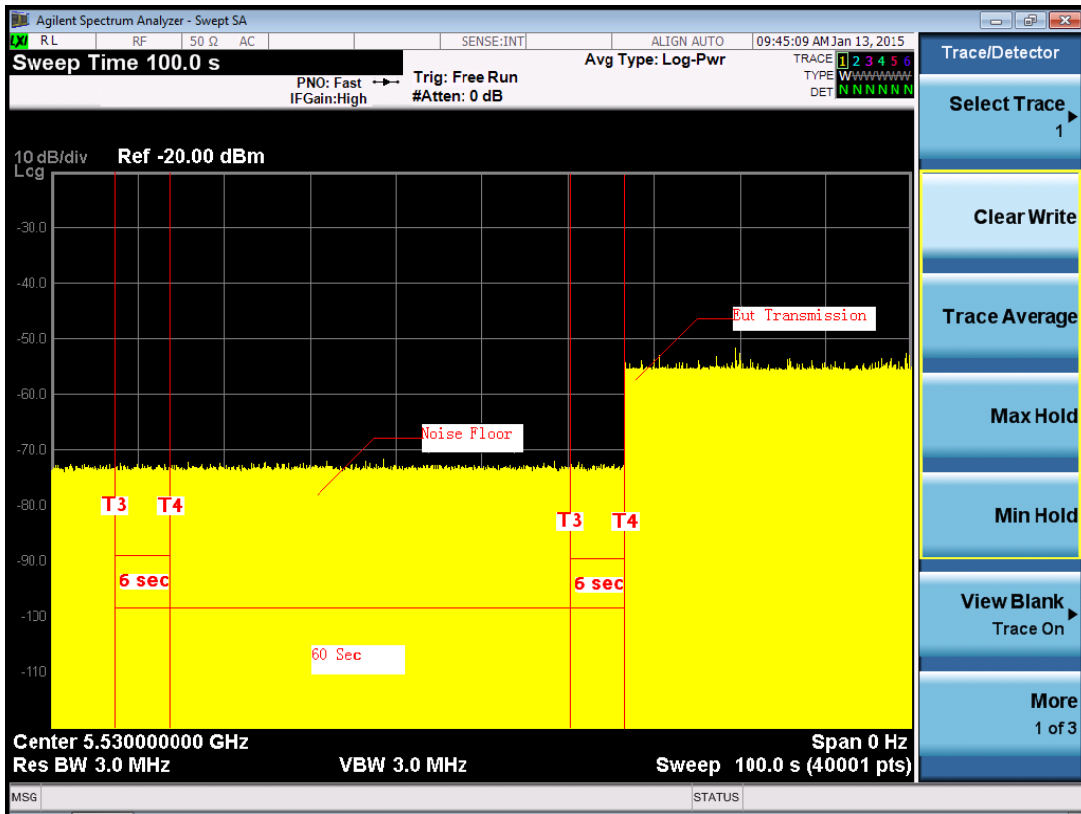 Agilent Spectrum Analyzer - Swept SA
LXI RL RF 50 Ω AC SENSE:INT ALIGN AUTO 09:45:09 AM Jan 13, 2015
Sweep Time 100.0 s
PNO: Fast
IFGain:High
Trig: Free Run
#Atten: 0 dB
Avg Type: Log-Pwr
TRACE 1 2 3 4 5 6
TYPE WWWWWW
DET N N N N N N
10 dB/div Ref -20.00 dBm
Log
-30.0
-40.0
-50.0
-60.0
-70.0
-80.0
-90.0
-100
-110
Eut Transmission
Noise Floor
T3 T4
T3 T4
6 sec
6 sec
60 Sec
Center 5.530000000 GHz Span 0 Hz
Res BW 3.0 MHz VBW 3.0 MHz Sweep 100.0 s (40001 pts)
MSG STATUS
Trace/Detector
Select Trace
1
Clear Write
Trace Average
Max Hold
Min Hold
View Blank
Trace On
More
1 of 3